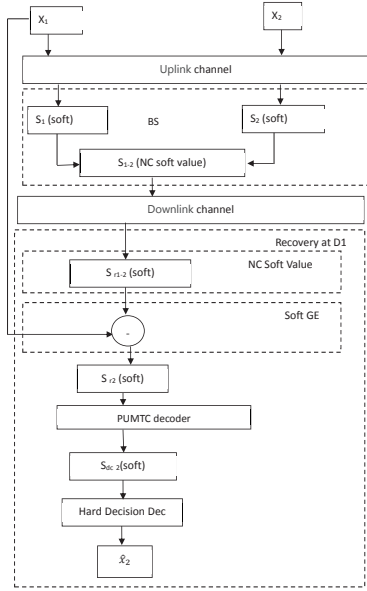 X₁
X₂
Uplink channel
S₁ (soft)
BS
S₂ (soft)
S₁₋₂ (NC soft value)
Downlink channel
Recovery at D1
NC Soft Value
S r₁₋₂ (soft)
Soft GE
-
S r₂ (soft)
PUMTC decoder
S dc 2 (soft)
Hard Decision Dec
x̂₂